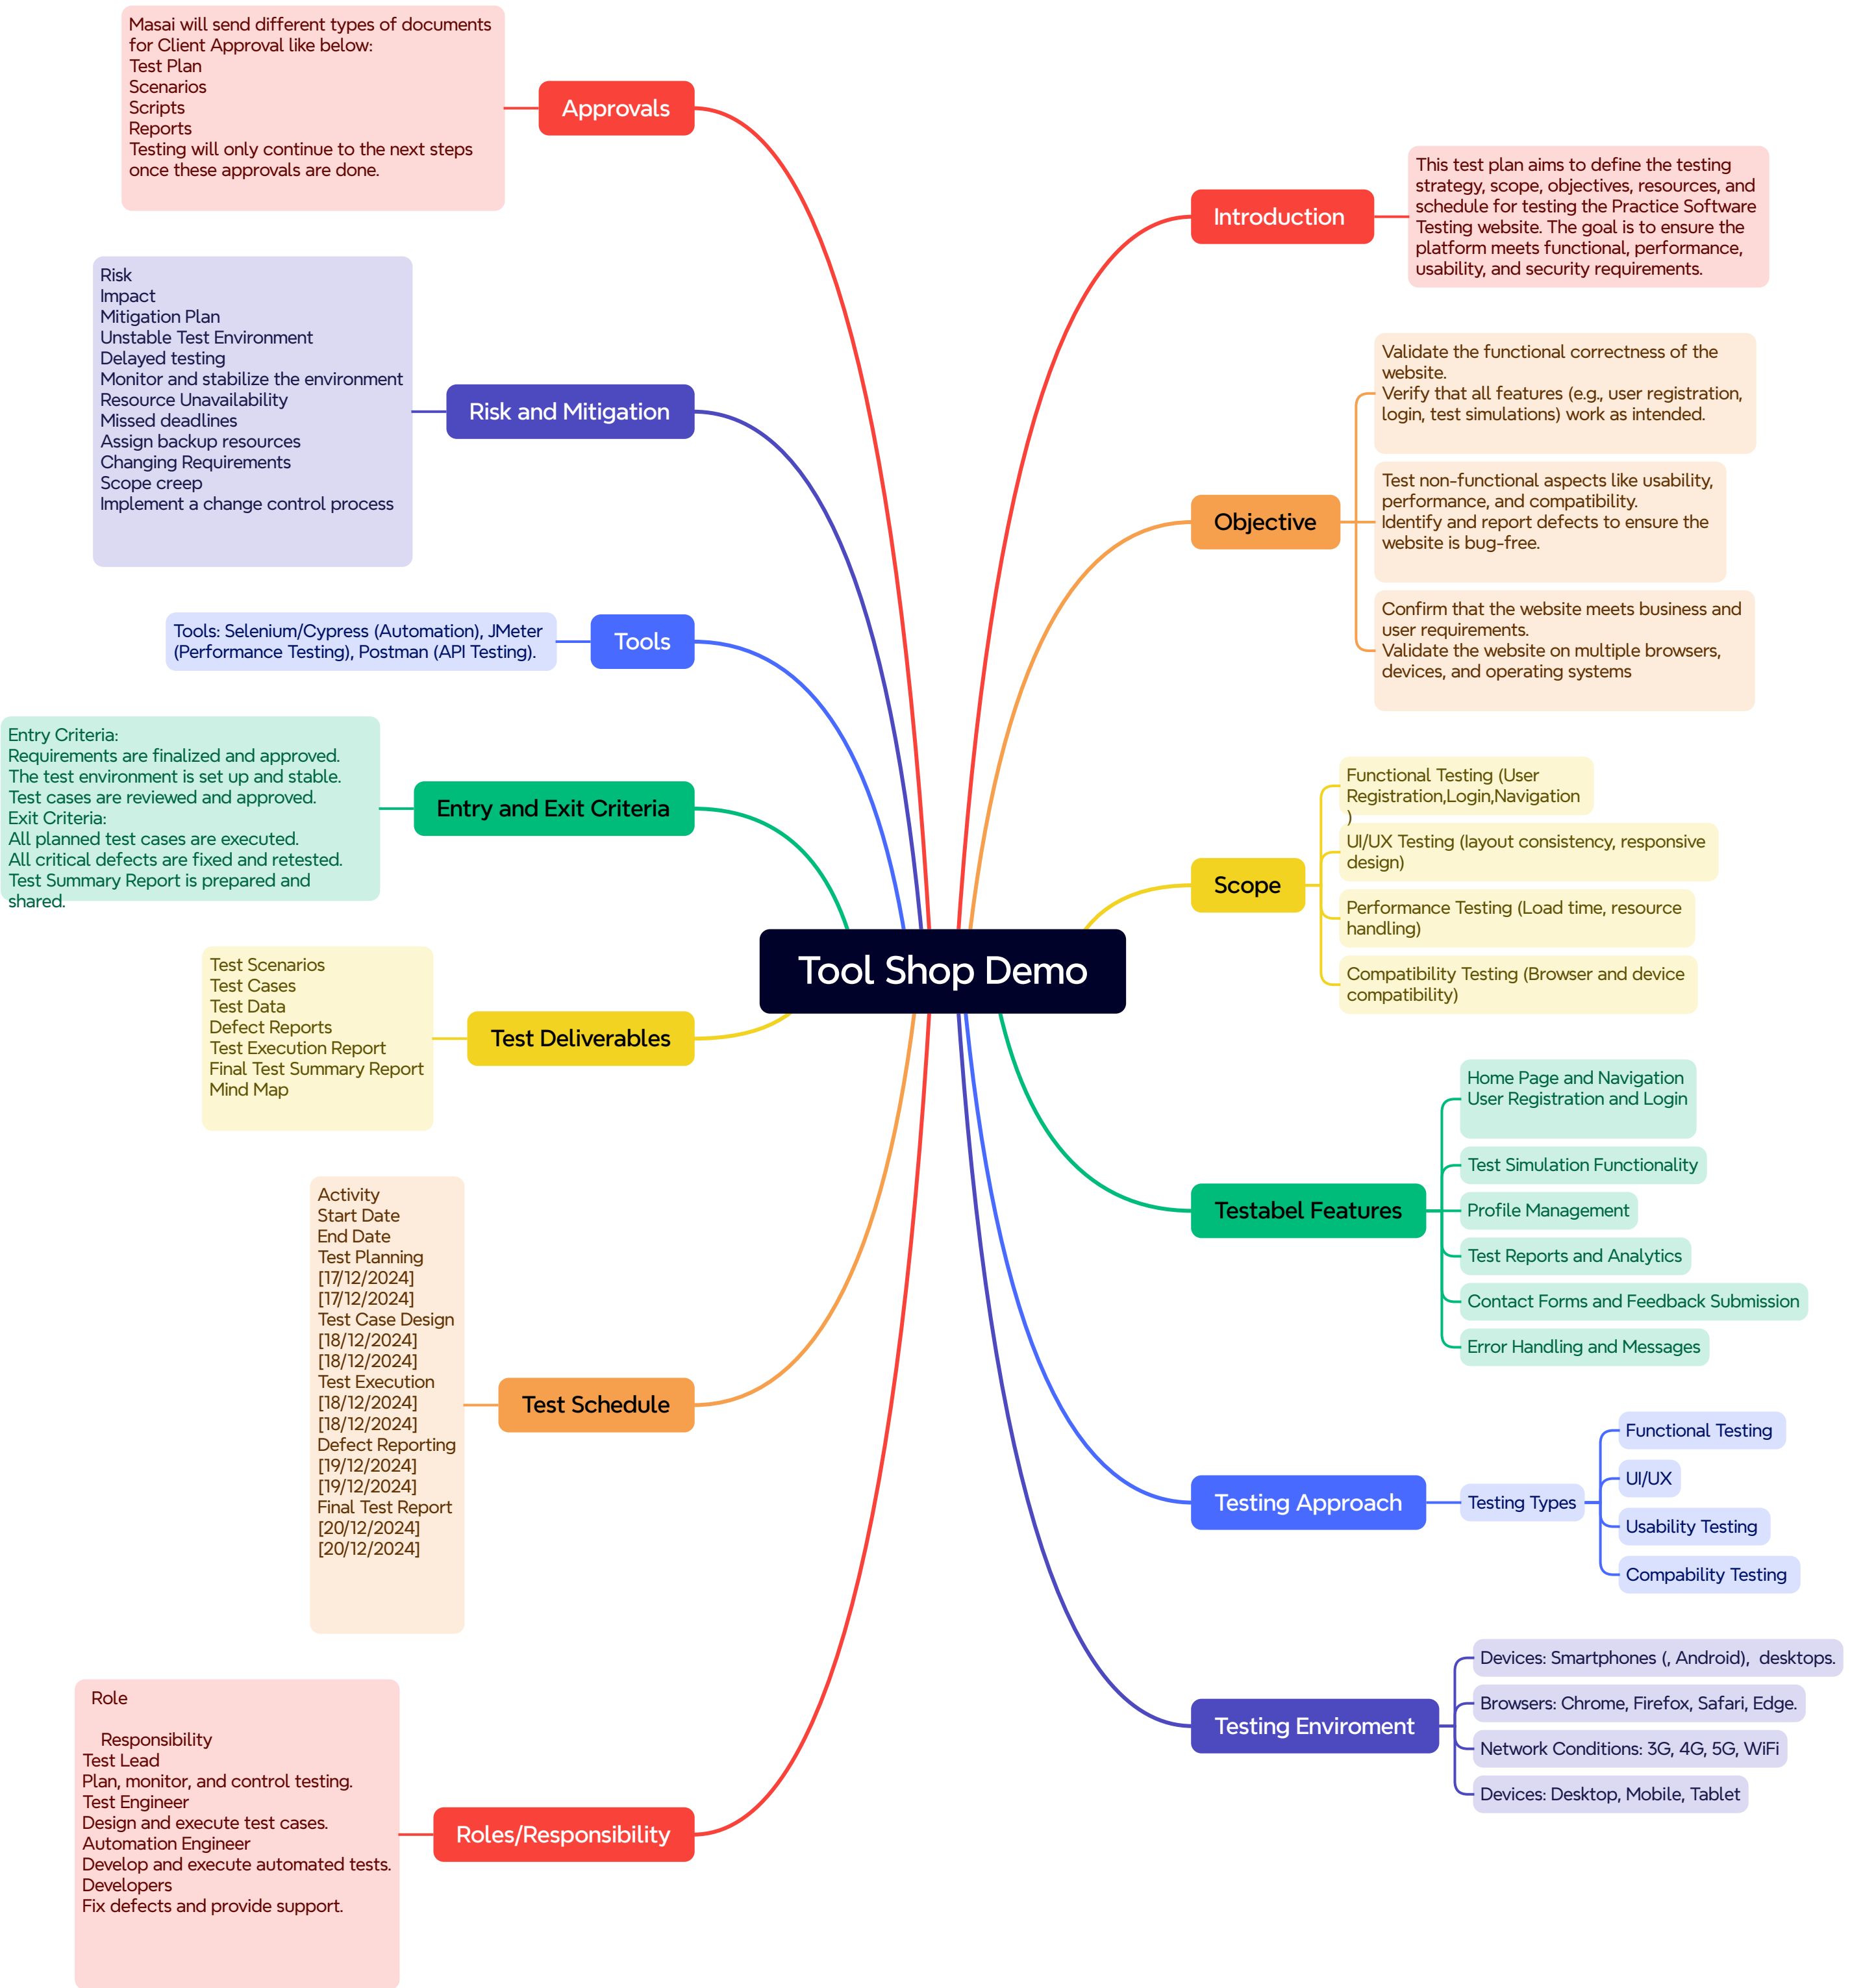 Tool Shop Demo
Introduction
This test plan aims to define the testing
strategy, scope, objectives, resources, and
schedule for testing the Practice Software
Testing website. The goal is to ensure the
platform meets functional, performance,
usability, and security requirements.
Objective
Validate the functional correctness of the
website.
Verify that all features (e.g., user registration,
login, test simulations) work as intended.
Test non-functional aspects like usability,
performance, and compatibility.
Identify and report defects to ensure the
website is bug-free.
Confirm that the website meets business and
user requirements.
Validate the website on multiple browsers,
devices, and operating systems
Scope
Functional Testing (User
Registration,Login,Navigation
)
UI/UX Testing (layout consistency, responsive
design)
Performance Testing (Load time, resource
handling)
Compatibility Testing (Browser and device
compatibility)
Testabel Features
Home Page and Navigation
User Registration and Login
Test Simulation Functionality
Profile Management
Test Reports and Analytics
Contact Forms and Feedback Submission
Error Handling and Messages
Testing Approach
Testing Types
Functional Testing
UI/UX
Usability Testing
Compability Testing
Testing Enviroment
Devices: Smartphones (, Android),  desktops.
Browsers: Chrome, Firefox, Safari, Edge.
Network Conditions: 3G, 4G, 5G, WiFi
Devices: Desktop, Mobile, Tablet
Approvals
Masai will send different types of documents
for Client Approval like below:
Test Plan
Scenarios
Scripts
Reports
Testing will only continue to the next steps
once these approvals are done.
Risk and Mitigation
Risk
Impact
Mitigation Plan
Unstable Test Environment
Delayed testing
Monitor and stabilize the environment
Resource Unavailability
Missed deadlines
Assign backup resources
Changing Requirements
Scope creep
Implement a change control process
Tools
Tools: Selenium/Cypress (Automation), JMeter
(Performance Testing), Postman (API Testing).
Entry and Exit Criteria
Entry Criteria:
Requirements are finalized and approved.
The test environment is set up and stable.
Test cases are reviewed and approved.
Exit Criteria:
All planned test cases are executed.
All critical defects are fixed and retested.
Test Summary Report is prepared and
shared.
Test Deliverables
Test Scenarios
Test Cases
Test Data
Defect Reports
Test Execution Report
Final Test Summary Report
Mind Map
Test Schedule
Activity
Start Date
End Date
Test Planning
[17/12/2024]
[17/12/2024]
Test Case Design
[18/12/2024]
[18/12/2024]
Test Execution
[18/12/2024]
[18/12/2024]
Defect Reporting
[19/12/2024]
[19/12/2024]
Final Test Report
[20/12/2024]
[20/12/2024]
Roles/Responsibility
Role
Responsibility
Test Lead
Plan, monitor, and control testing.
Test Engineer
Design and execute test cases.
Automation Engineer
Develop and execute automated tests.
Developers
Fix defects and provide support.